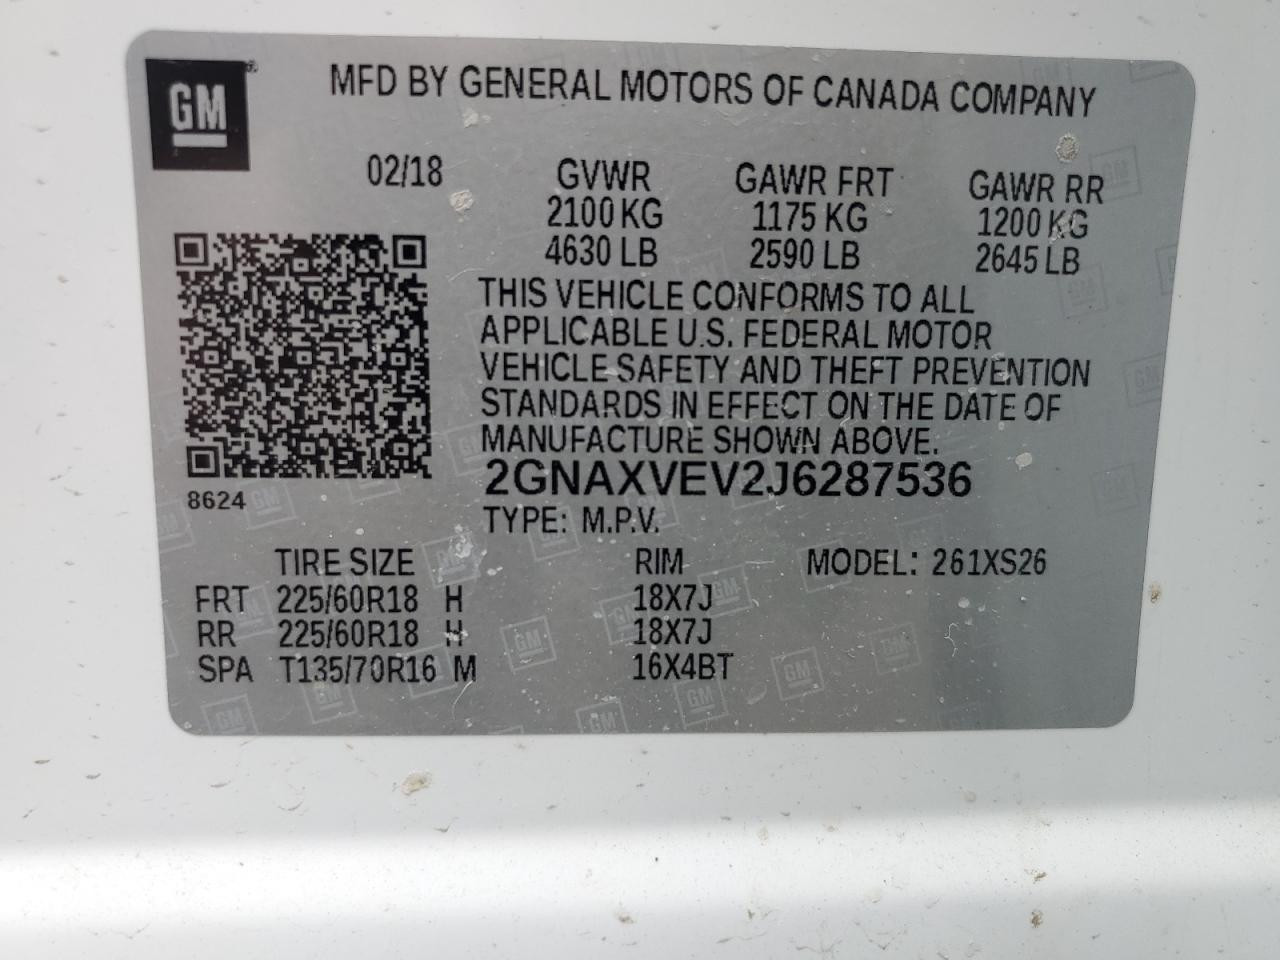 GM
MFD BY GENERAL MOTORS OF CANADA COMPANY
02/18 GVWR GAWR FRT GAWR RR
2100 KG 1175 KG 1200 KG
4630 LB 2590 LB 2645 LB
THIS VEHICLE CONFORMS TO ALL
APPLICABLE U.S. FEDERAL MOTOR
VEHICLE SAFETY AND THEFT PREVENTION
STANDARDS IN EFFECT ON THE DATE OF
MANUFACTURE SHOWN ABOVE.
2GNAXVEV2J6287536
8624
TYPE: M.P.V.
TIRE SIZE RIM MODEL: 261XS26
FRT 225/60R18 H 18X7J
RR 225/60R18 H 18X7J
SPA T135/70R16 M 16X4BT